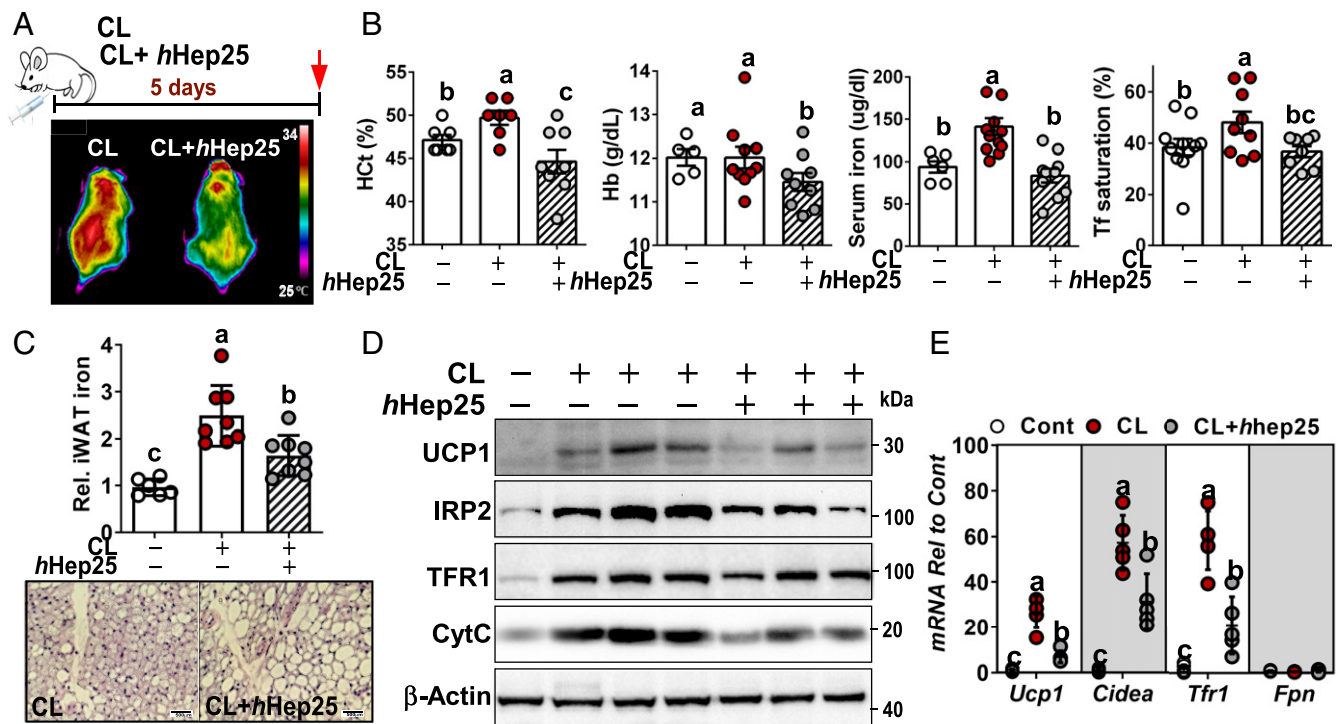 A
CL
CL+ hHep25
5 days
CL
CL+hHep25
34
25 ℃
B
HCt (%)
55
50
45
40
35
b
a
c
CL
– + +
hHep25
– – +
Hb (g/dL)
14
13
12
11
10
a
a
b
CL
– + +
hHep25
– – +
Serum iron (ug/dl)
200
150
100
50
0
b
a
b
CL
– + +
hHep25
– – +
Tf saturation (%)
60
40
20
0
b
a
bc
CL
– + +
hHep25
– – +
C
Rel. iWAT iron
4
3
2
1
0
c
a
b
CL
– + +
hHep25
– – +
CL
CL+hHep25
D
CL – + + + + + +
hHep25 – – – – + + +
kDa
UCP1
30
IRP2
100
TFR1
100
CytC
20
β-Actin
40
E
Cont CL CL+hhep25
mRNA Rel to Cont
100
80
60
40
20
0
c a b
c a b
c a b
Ucp1 Cidea Tfr1 Fpn